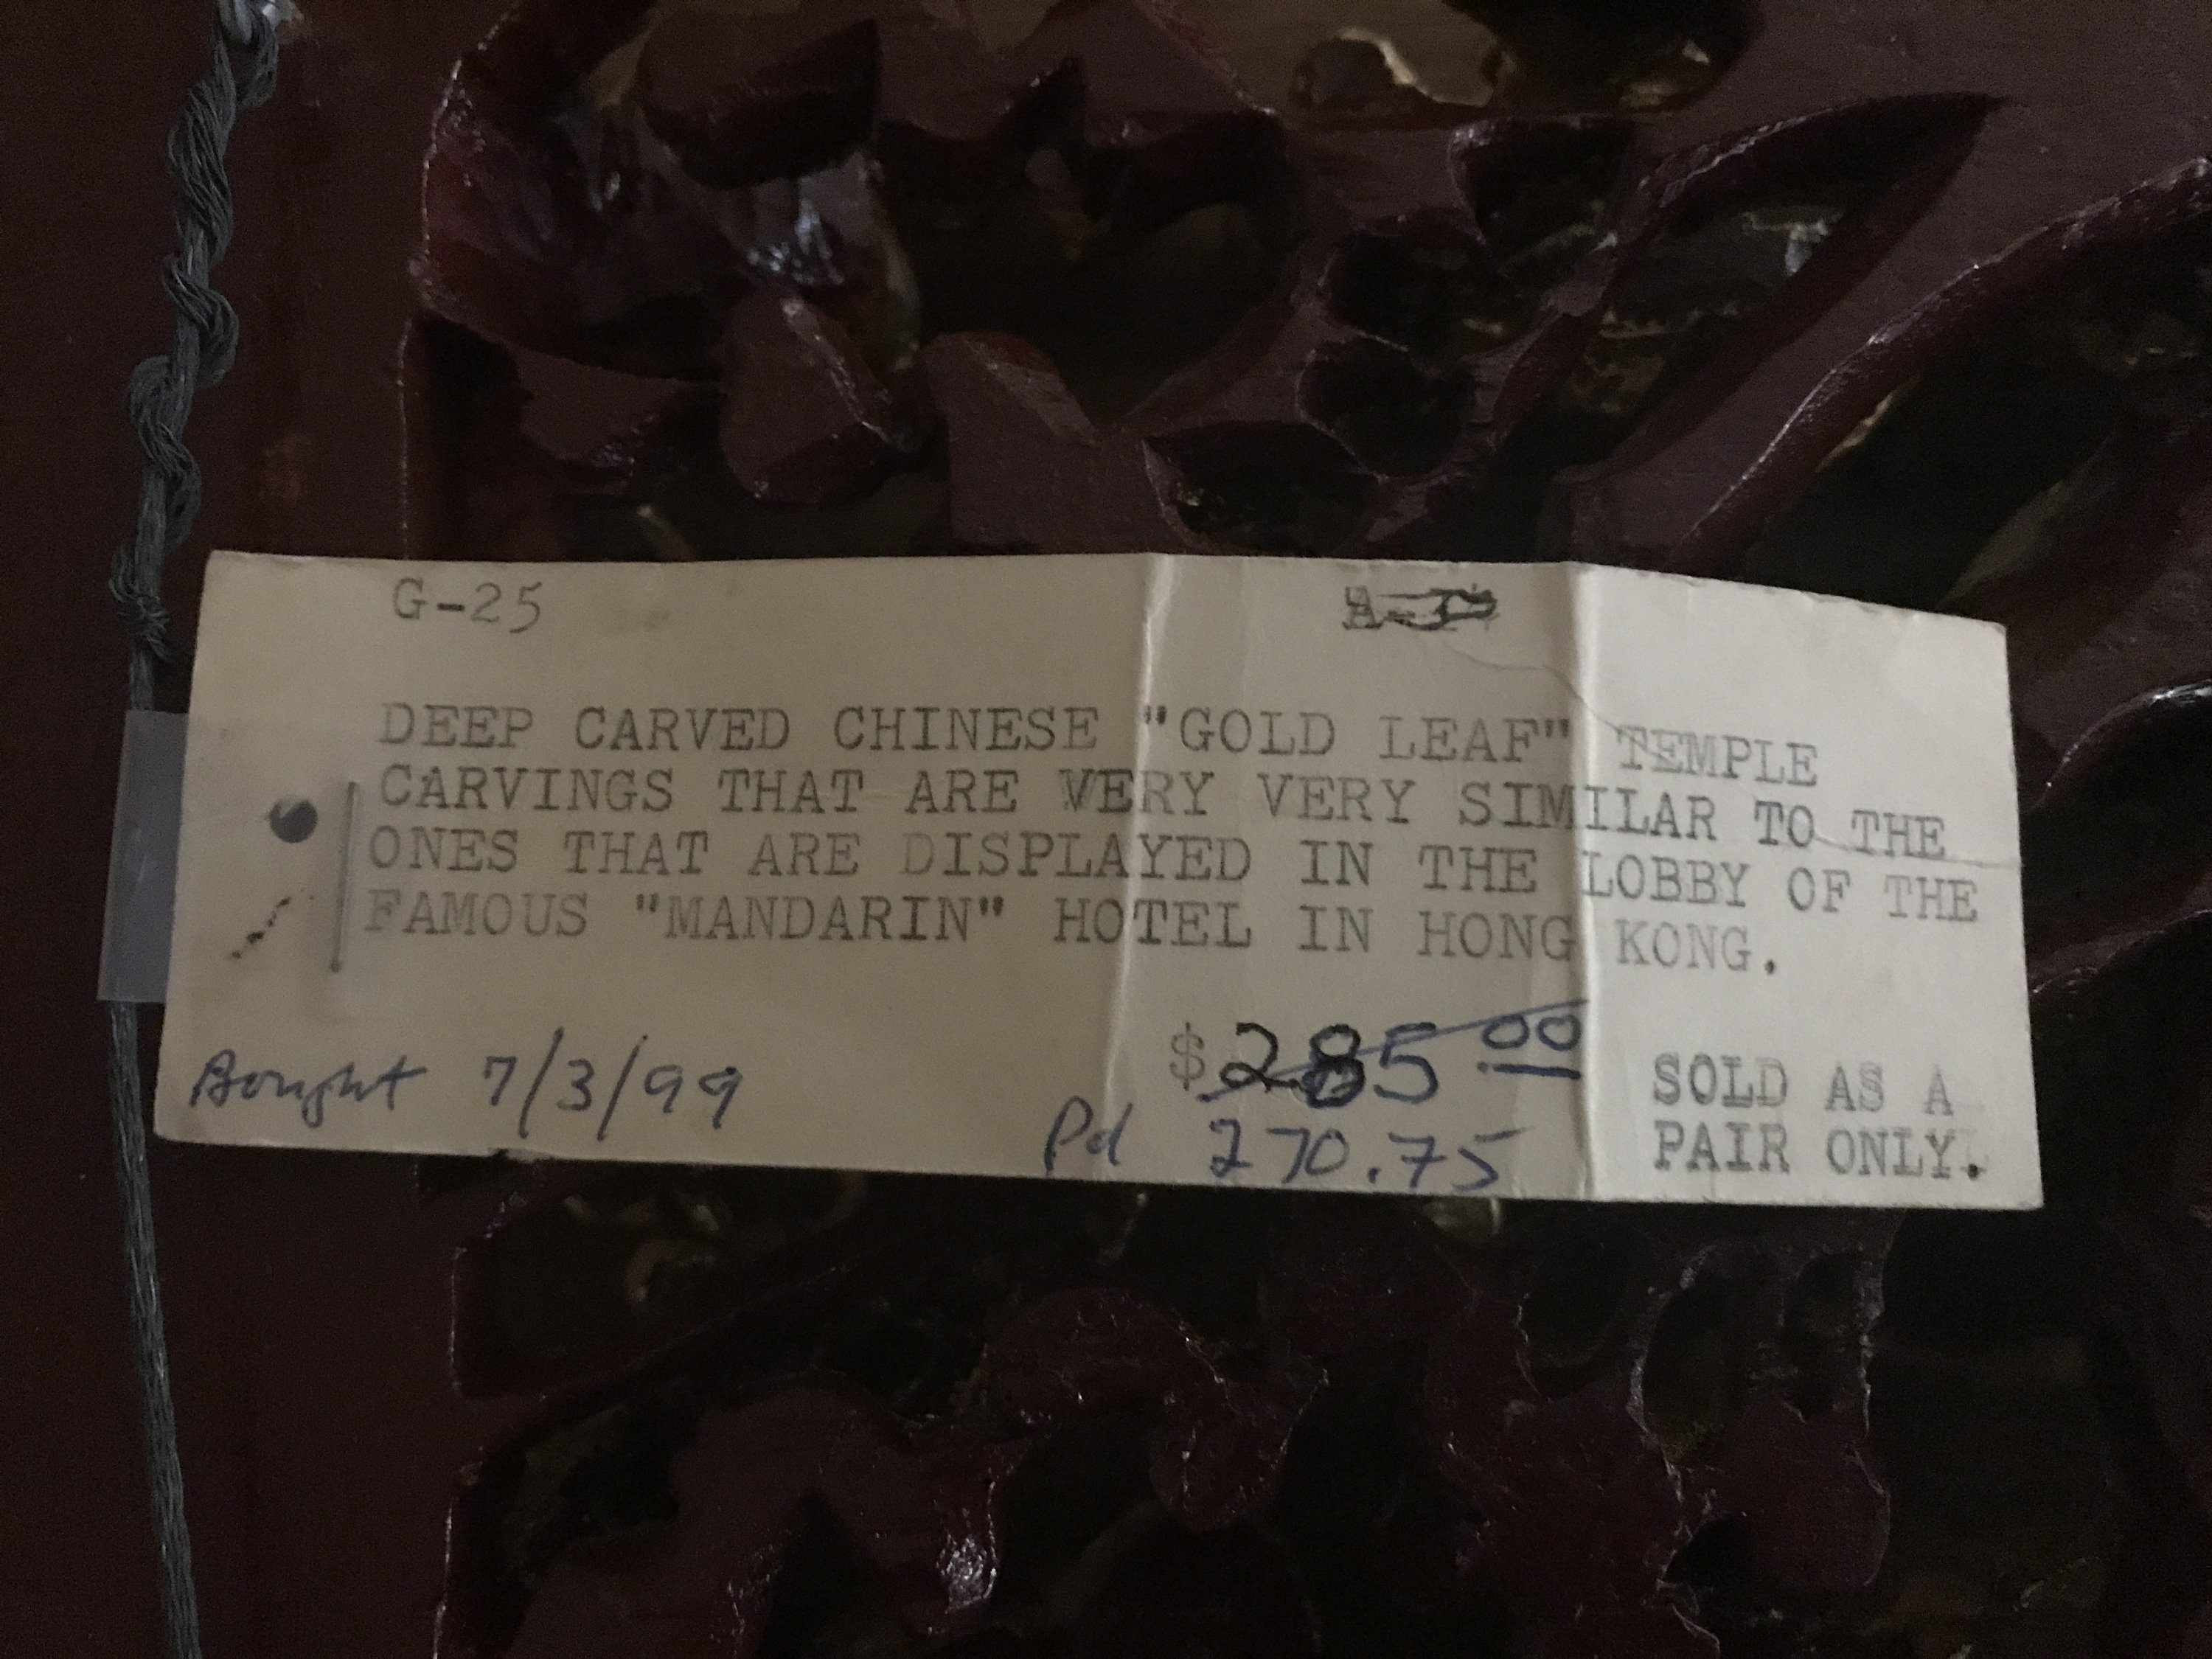 G-25
DEEP CARVED CHINESE "GOLD LEAF" TEMPLE
CARVINGS THAT ARE VERY VERY SIMILAR TO THE
ONES THAT ARE DISPLAYED IN THE LOBBY OF THE
FAMOUS "MANDARIN" HOTEL IN HONG KONG.
$285.00
Bought 7/3/99
Pd 270.75
SOLD AS A
PAIR ONLY.